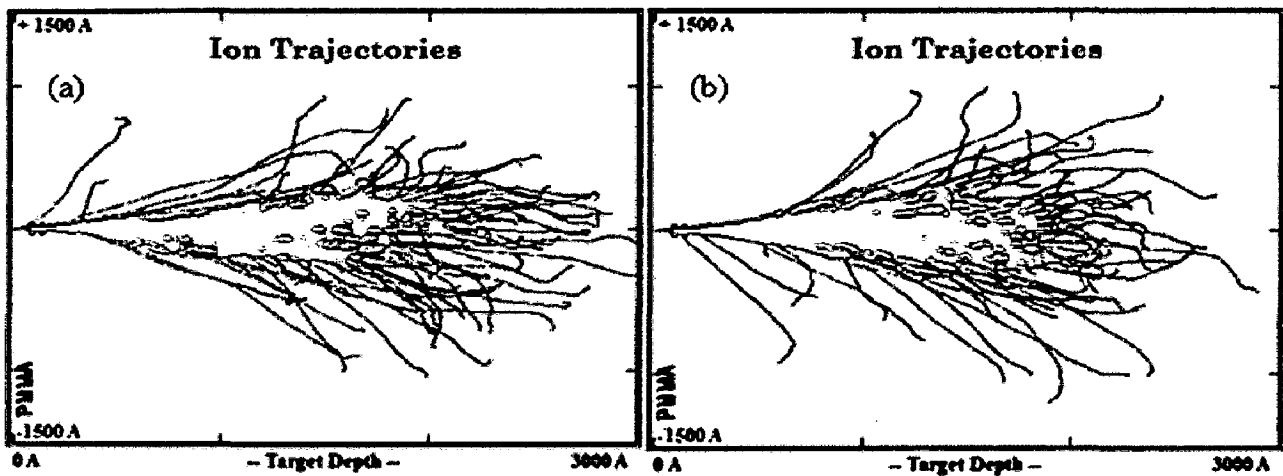 + 1500 A
Ion Trajectories
(a)
PMMA
-1500 A
0 A
-- Target Depth --
3000 A
+ 1500 A
Ion Trajectories
(b)
PMMA
-1500 A
0 A
-- Target Depth --
3000 A